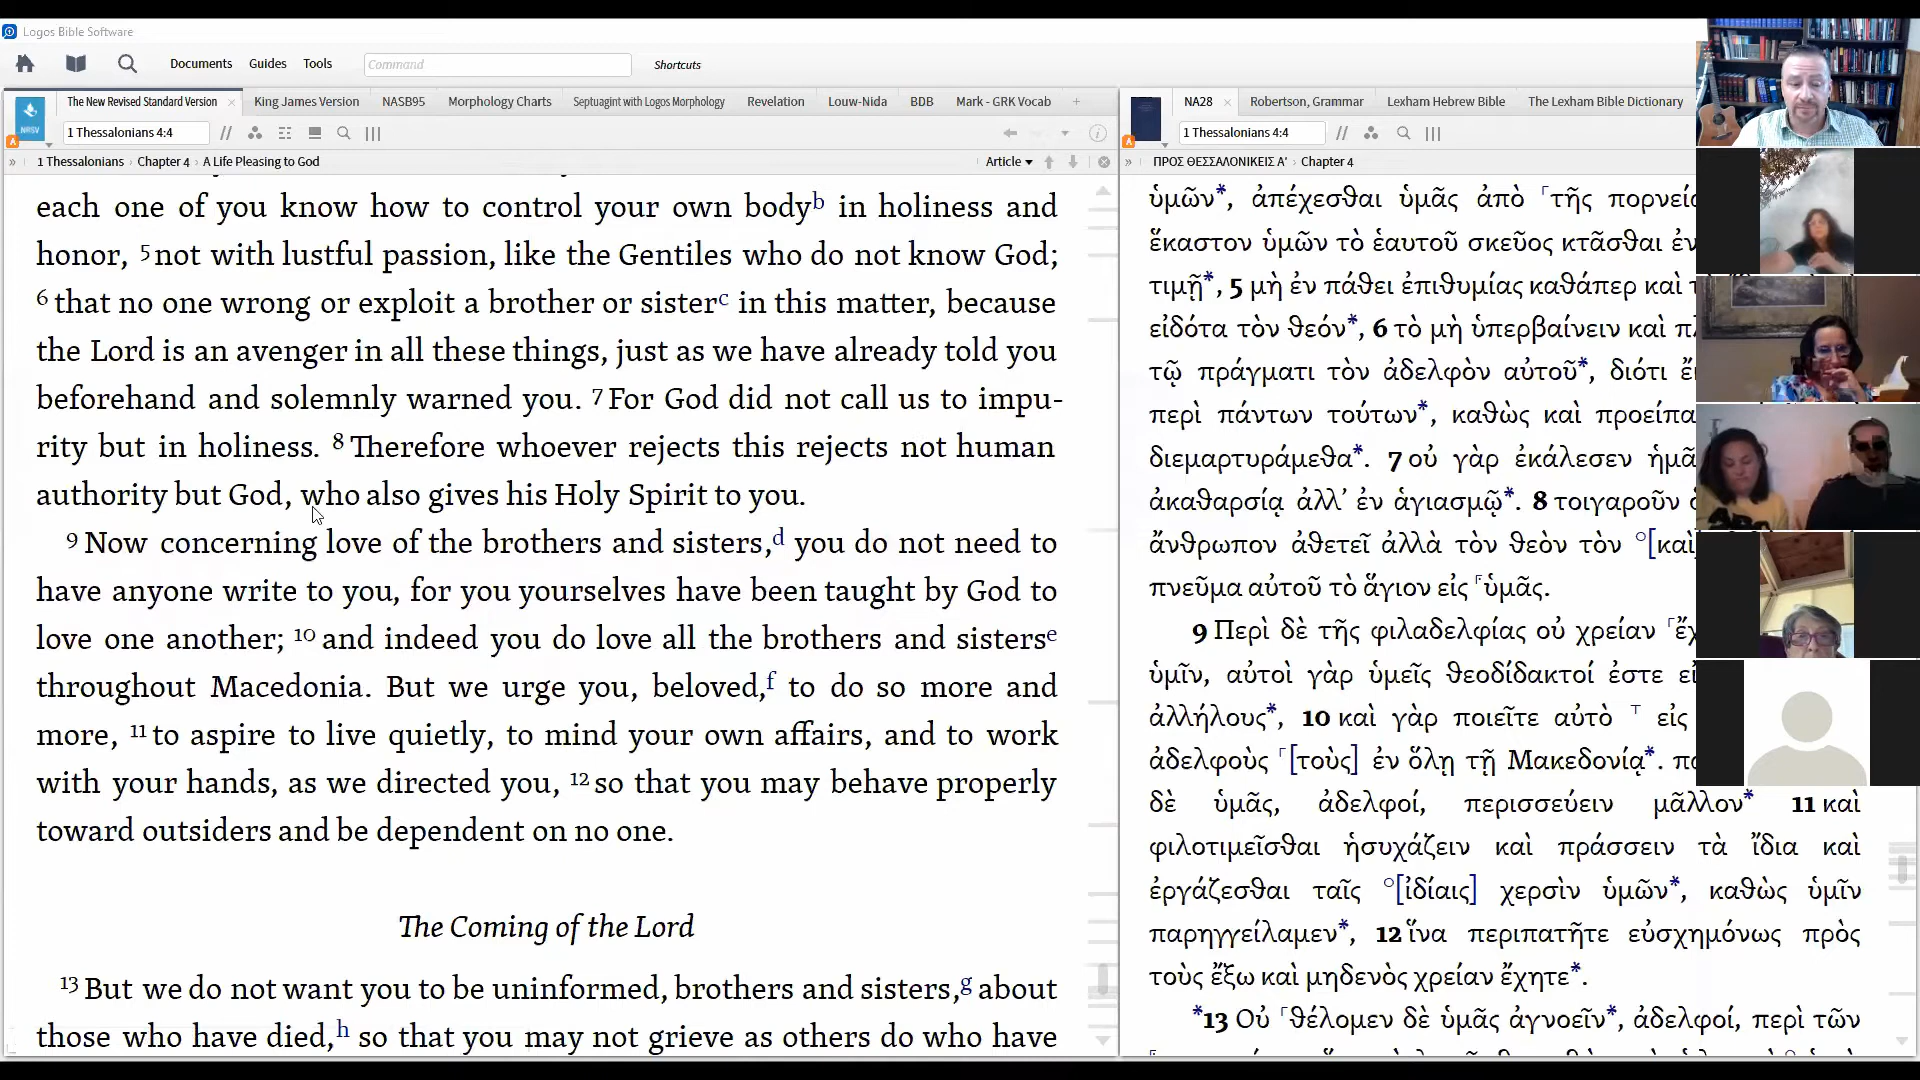 Logos Bible Software
Documents Guides Tools Command Shortcuts
The New Revised Standard Version King James Version NASB95 Morphology Charts Septuagint with Logos Morphology Revelation Louw-Nida BDB Mark - GRK Vocab
NRSV
1 Thessalonians 4:4
1 Thessalonians › Chapter 4 › A Life Pleasing to God Article
each one of you know how to control your own bodyᵇ in holiness and
honor, ⁵not with lustful passion, like the Gentiles who do not know God;
⁶that no one wrong or exploit a brother or sisterᶜ in this matter, because
the Lord is an avenger in all these things, just as we have already told you
beforehand and solemnly warned you. ⁷For God did not call us to impu-
rity but in holiness. ⁸Therefore whoever rejects this rejects not human
authority but God, who also gives his Holy Spirit to you.
⁹Now concerning love of the brothers and sisters,ᵈ you do not need to
have anyone write to you, for you yourselves have been taught by God to
love one another; ¹⁰and indeed you do love all the brothers and sistersᵉ
throughout Macedonia. But we urge you, beloved,ᶠ to do so more and
more, ¹¹to aspire to live quietly, to mind your own affairs, and to work
with your hands, as we directed you, ¹²so that you may behave properly
toward outsiders and be dependent on no one.
The Coming of the Lord
¹³But we do not want you to be uninformed, brothers and sisters,ᵍ about
those who have died,ʰ so that you may not grieve as others do who have
NA28 Robertson, Grammar Lexham Hebrew Bible The Lexham Bible Dictionary
1 Thessalonians 4:4
ΠΡΟΣ ΘΕΣΣΑΛΟΝΙΚΕΙΣ Α' › Chapter 4
ὑμῶν*, ἀπέχεσθαι ὑμᾶς ἀπὸ ⸀τῆς
ἕκαστον ὑμῶν τὸ ἑαυτοῦ σκεῦος κτᾶσθαι ἐν
τιμῇ*, 5 μὴ ἐν πάθει ἐπιθυμίας καθάπερ καὶ
εἰδότα τὸν θεόν*, 6 τὸ μὴ ὑπερβαίνειν καὶ
τῷ πράγματι τὸν ἀδελφὸν αὐτοῦ*, διότι
περὶ πάντων τούτων*, καθὼς καὶ
διεμαρτυράμεθα*. 7 οὐ γὰρ ἐκάλεσεν
ἀκαθαρσίᾳ ἀλλ' ἐν ἁγιασμῷ*. 8 τοιγαροῦν
ἄνθρωπον ἀθετεῖ ἀλλὰ τὸν θεὸν τὸν °[καὶ]
πνεῦμα αὐτοῦ τὸ ἅγιον εἰς ⸀ὑμᾶς.
9 Περὶ δὲ τῆς φιλαδελφίας οὐ χρείαν
ὑμῖν, αὐτοὶ γὰρ ὑμεῖς θεοδίδακτοί ἐστε
ἀλλήλους*, 10 καὶ γὰρ ποιεῖτε αὐτὸ ⸆ εἰς
ἀδελφοὺς ⸀[τοὺς] ἐν ὅλῃ τῇ Μακεδονίᾳ*.
δὲ ὑμᾶς, ἀδελφοί, περισσεύειν μᾶλλον* 11 καὶ
φιλοτιμεῖσθαι ἡσυχάζειν καὶ πράσσειν τὰ ἴδια καὶ
ἐργάζεσθαι ταῖς °[ἰδίαις] χερσὶν ὑμῶν*, καθὼς ὑμῖν
παρηγγείλαμεν*, 12 ἵνα περιπατῆτε εὐσχημόνως πρὸς
τοὺς ἔξω καὶ μηδενὸς χρείαν ἔχητε*.
*13 Οὐ ⸀θέλομεν δὲ ὑμᾶς ἀγνοεῖν*, ἀδελφοί, περὶ τῶν